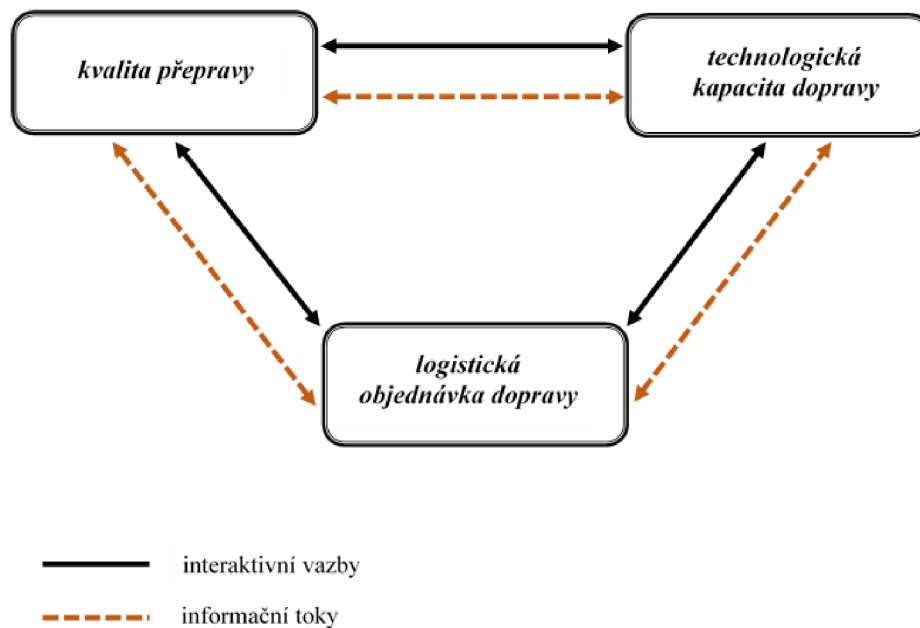 kvalita přepravy
technologická
kapacita dopravy
logistická
objednávka dopravy
interaktivní vazby
informační toky